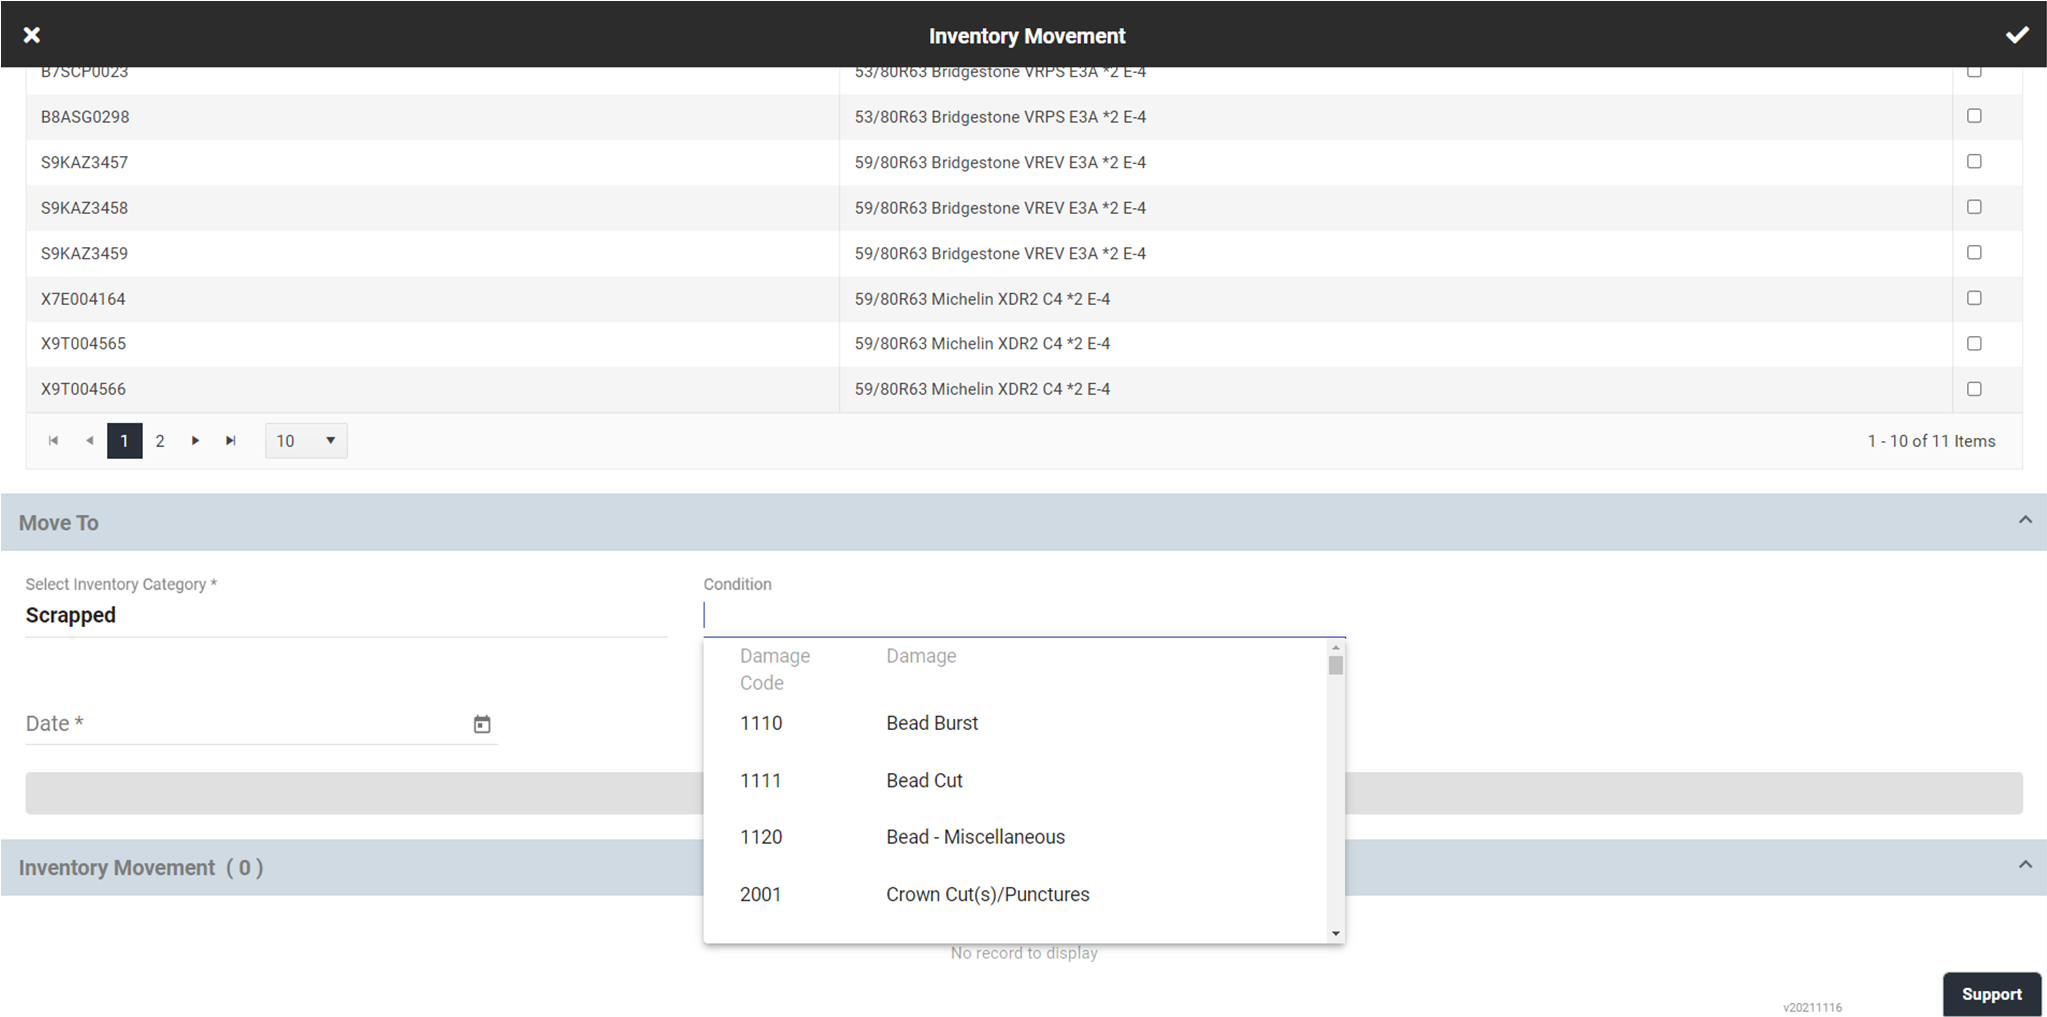 Inventory Movement
B7SCP0023 53/80R63 Bridgestone VRPS E3A *2 E-4
B8ASG0298 53/80R63 Bridgestone VRPS E3A *2 E-4
S9KAZ3457 59/80R63 Bridgestone VREV E3A *2 E-4
S9KAZ3458 59/80R63 Bridgestone VREV E3A *2 E-4
S9KAZ3459 59/80R63 Bridgestone VREV E3A *2 E-4
X7E004164 59/80R63 Michelin XDR2 C4 *2 E-4
X9T004565 59/80R63 Michelin XDR2 C4 *2 E-4
X9T004566 59/80R63 Michelin XDR2 C4 *2 E-4
1 2 10 1 - 10 of 11 Items
Move To
Select Inventory Category * Condition
Scrapped
Damage Code Damage
Date *
1110 Bead Burst
1111 Bead Cut
1120 Bead - Miscellaneous
2001 Crown Cut(s)/Punctures
Inventory Movement ( 0 )
No record to display
v20211116
Support